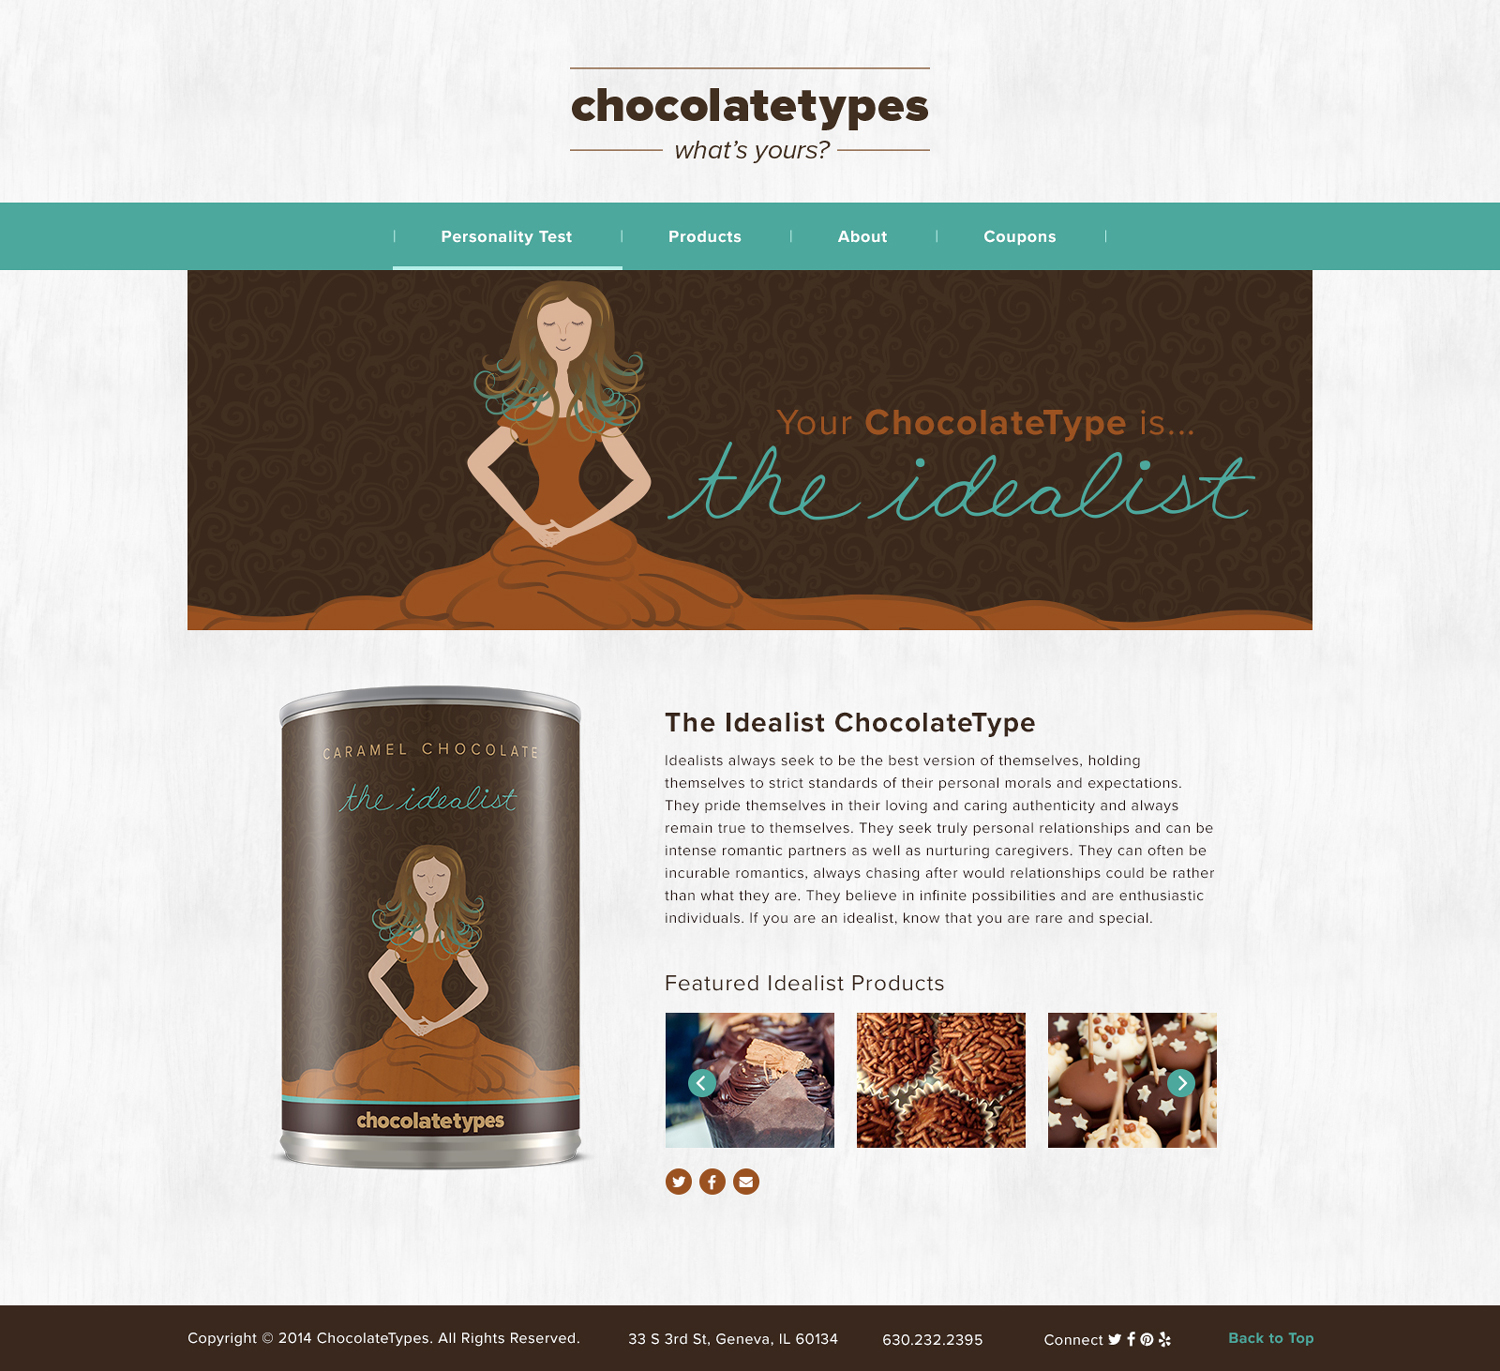 chocolatetypes
what's yours?
Personality Test
Products
About
Coupons
Your ChocolateType is...
the idealist
CARAMEL CHOCOLATE
the idealist
chocolatetypes
The Idealist ChocolateType
Idealists always seek to be the best version of themselves, holding
themselves to strict standards of their personal morals and expectations.
They pride themselves in their loving and caring authenticity and always
remain true to themselves. They seek truly personal relationships and can be
intense romantic partners as well as nurturing caregivers. They can often be
incurable romantics, always chasing after would relationships could be rather
than what they are. They believe in infinite possibilities and are enthusiastic
individuals. If you are an idealist, know that you are rare and special.
Featured Idealist Products
Copyright © 2014 ChocolateTypes. All Rights Reserved.
33 S 3rd St, Geneva, IL 60134
630.232.2395
Connect
Back to Top